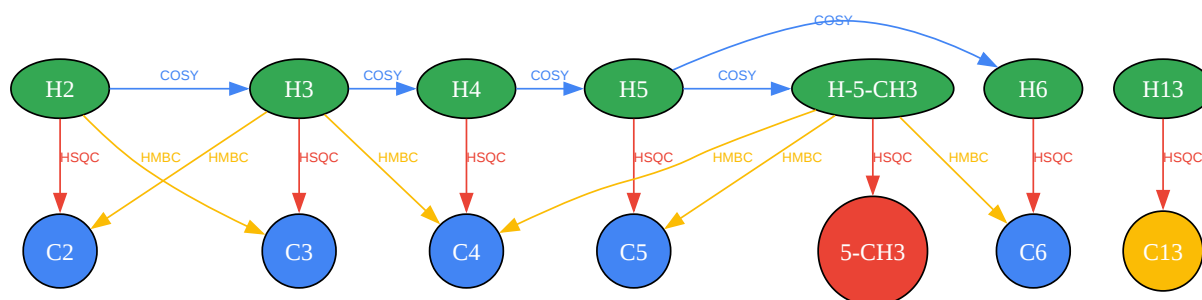 COSY
H2
COSY
H3
COSY
H4
COSY
H5
COSY
H-5-CH3
H6
H13
HSQC
HMBC
HMBC
HSQC
HMBC
HSQC
HSQC
HMBC
HMBC
HSQC
HMBC
HSQC
HSQC
C2
C3
C4
C5
5-CH3
C6
C13